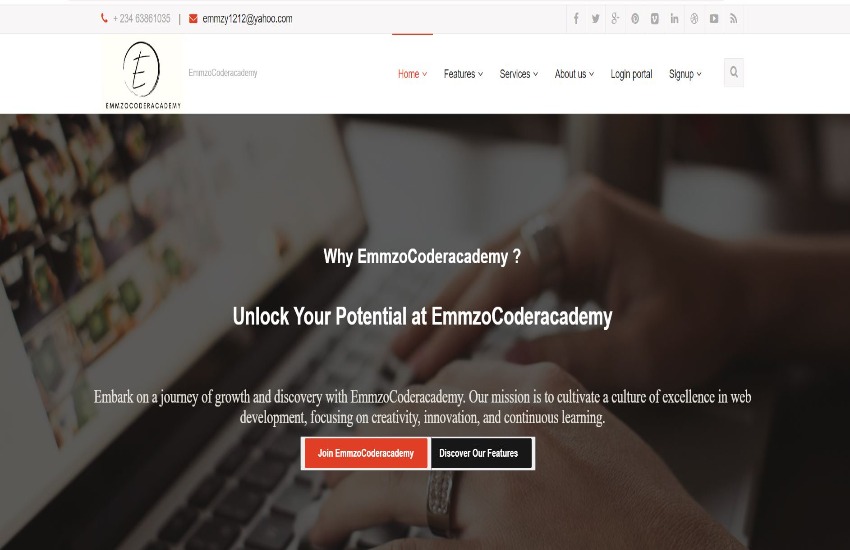 + 234 63861035 | emmzy1212@yahoo.com
E
EMMZOCODERACADEMY
EmmzoCoderacademy
Home Features Services About us Login portal Signup
Why EmmzoCoderacademy ?
Unlock Your Potential at EmmzoCoderacademy
Embark on a journey of growth and discovery with EmmzoCoderacademy. Our mission is to cultivate a culture of excellence in web
development, focusing on creativity, innovation, and continuous learning.
Join EmmzoCoderacademy Discover Our Features